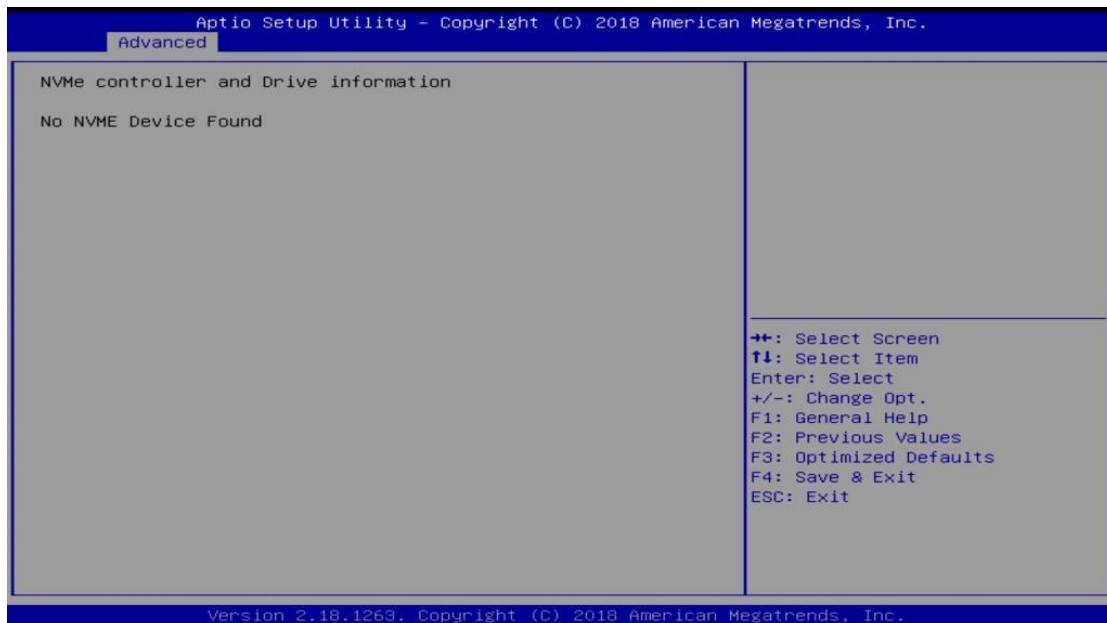 Aptio Setup Utility – Copyright (C) 2018 American Megatrends, Inc.
Advanced
NVMe controller and Drive information
No NVME Device Found
→←: Select Screen
↑↓: Select Item
Enter: Select
+/-: Change Opt.
F1: General Help
F2: Previous Values
F3: Optimized Defaults
F4: Save & Exit
ESC: Exit
Version 2.18.1263. Copyright (C) 2018 American Megatrends, Inc.